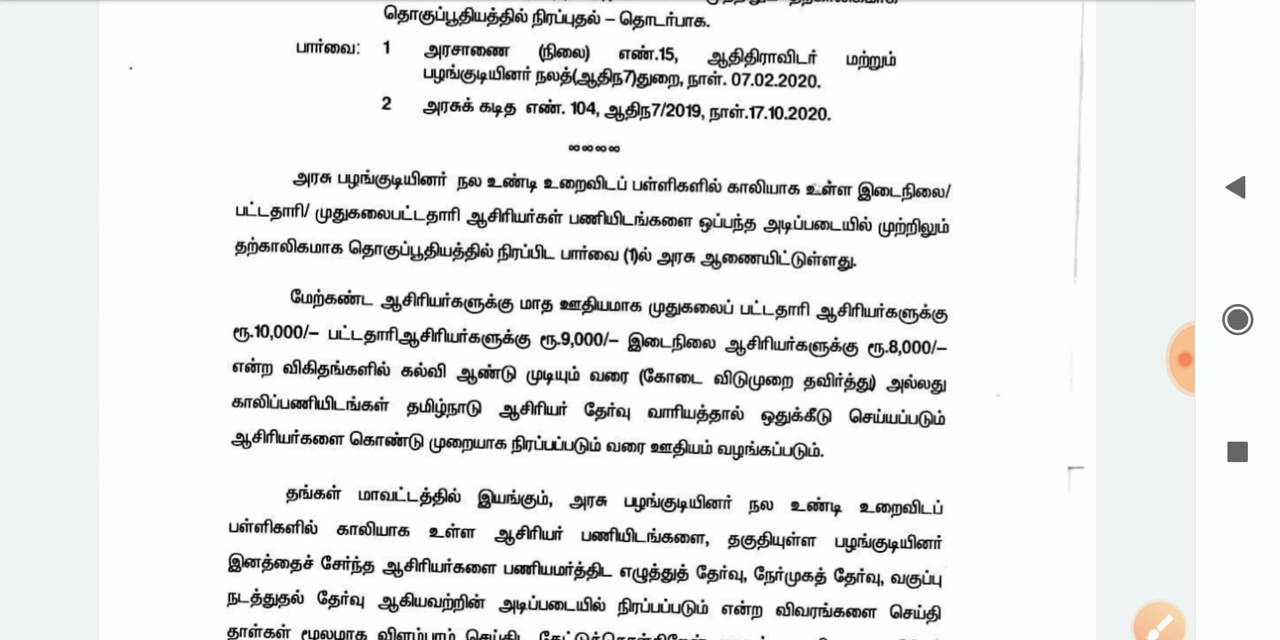 தொகுப்பூதியத்தில் நிரப்புதல் – தொடர்பாக.
பார்வை: 1 அரசாணை (நிலை) எண்.15, ஆதிதிராவிடர் மற்றும்
பழங்குடியினர் நலத்(ஆதிந7)துறை, நாள். 07.02.2020.
2 அரசுக் கடித எண். 104, ஆதிந7/2019, நாள்.17.10.2020.
∞∞∞∞
அரசு பழங்குடியினர் நல உண்டி உறைவிடப் பள்ளிகளில் காலியாக உள்ள இடைநிலை/
பட்டதாரி/ முதுகலைபட்டதாரி ஆசிரியர்கள் பணியிடங்களை ஒப்பந்த அடிப்படையில் முற்றிலும்
தற்காலிகமாக தொகுப்பூதியத்தில் நிரப்பிட பார்வை (1)ல் அரசு ஆணையிட்டுள்ளது.
மேற்கண்ட ஆசிரியர்களுக்கு மாத ஊதியமாக முதுகலைப் பட்டதாரி ஆசிரியர்களுக்கு
ரூ.10,000/– பட்டதாரிஆசிரியர்களுக்கு ரூ.9,000/– இடைநிலை ஆசிரியர்களுக்கு ரூ.8,000/–
என்ற விகிதங்களில் கல்வி ஆண்டு முடியும் வரை (கோடை விடுமுறை தவிர்த்து) அல்லது
காலிப்பணியிடங்கள் தமிழ்நாடு ஆசிரியர் தேர்வு வாரியத்தால் ஒதுக்கீடு செய்யப்படும்
ஆசிரியர்களை கொண்டு முறையாக நிரப்பப்படும் வரை ஊதியம் வழங்கப்படும்.
தங்கள் மாவட்டத்தில் இயங்கும், அரசு பழங்குடியினர் நல உண்டி உறைவிடப்
பள்ளிகளில் காலியாக உள்ள ஆசிரியர் பணியிடங்களை, தகுதியுள்ள பழங்குடியினர்
இனத்தைச் சேர்ந்த ஆசிரியர்களை பணியமர்த்திட எழுத்துத் தேர்வு, நேர்முகத் தேர்வு, வகுப்பு
நடத்துதல் தேர்வு ஆகியவற்றின் அடிப்படையில் நிரப்பப்படும் என்ற விவரங்களை செய்தி
தாள்கள் மூலமாக விளம்பரம் செய்திட